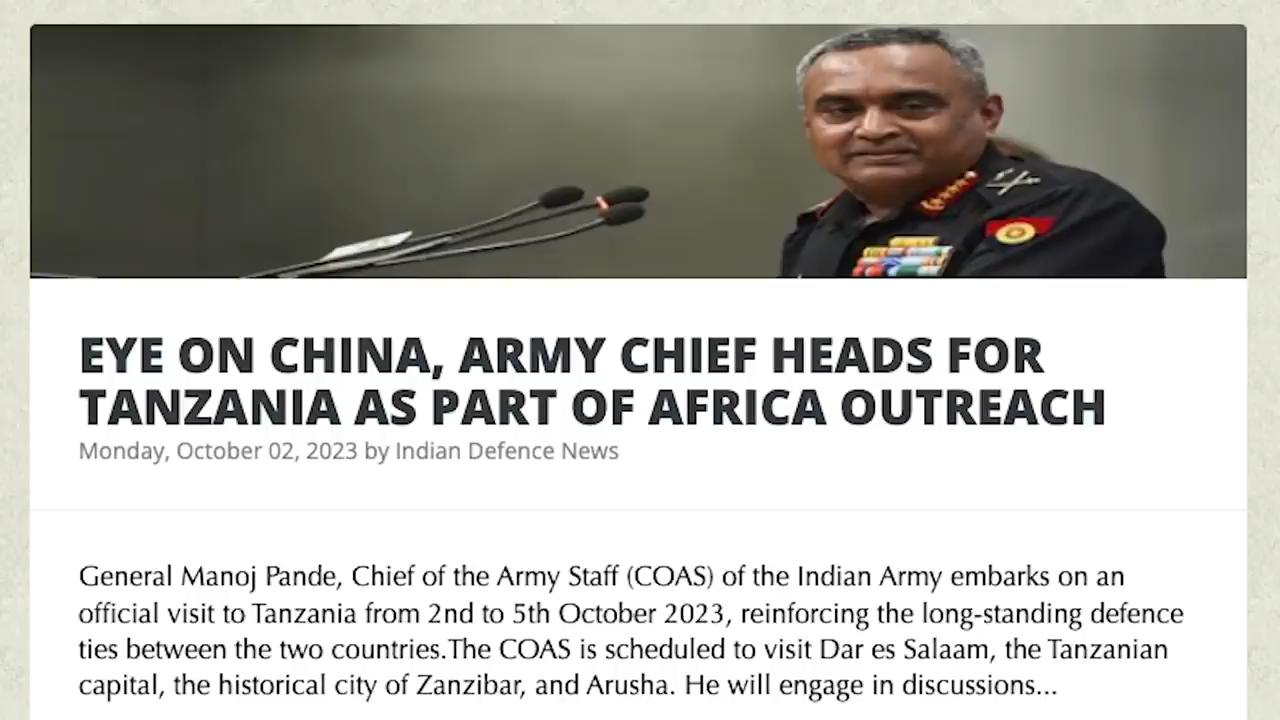 EYE ON CHINA, ARMY CHIEF HEADS FOR
TANZANIA AS PART OF AFRICA OUTREACH
Monday, October 02, 2023 by Indian Defence News
General Manoj Pande, Chief of the Army Staff (COAS) of the Indian Army embarks on an
official visit to Tanzania from 2nd to 5th October 2023, reinforcing the long-standing defence
ties between the two countries.The COAS is scheduled to visit Dar es Salaam, the Tanzanian
capital, the historical city of Zanzibar, and Arusha. He will engage in discussions...